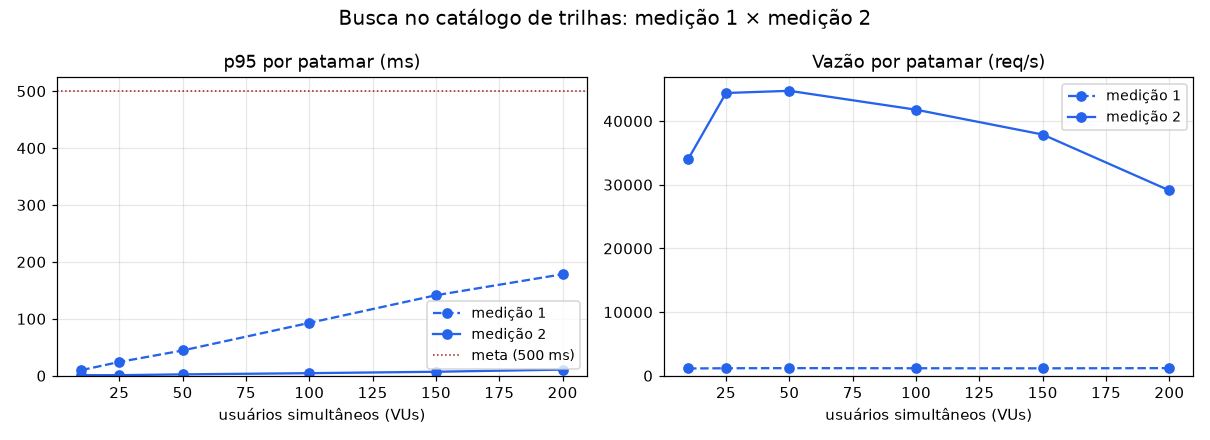 Busca no catálogo de trilhas: medição 1 × medição 2
p95 por patamar (ms)
500
400
300
200
100
0
25 50 75 100 125 150 175 200
usuários simultâneos (VUs)
medição 1
medição 2
meta (500 ms)
Vazão por patamar (req/s)
40000
30000
20000
10000
0
25 50 75 100 125 150 175 200
usuários simultâneos (VUs)
medição 1
medição 2